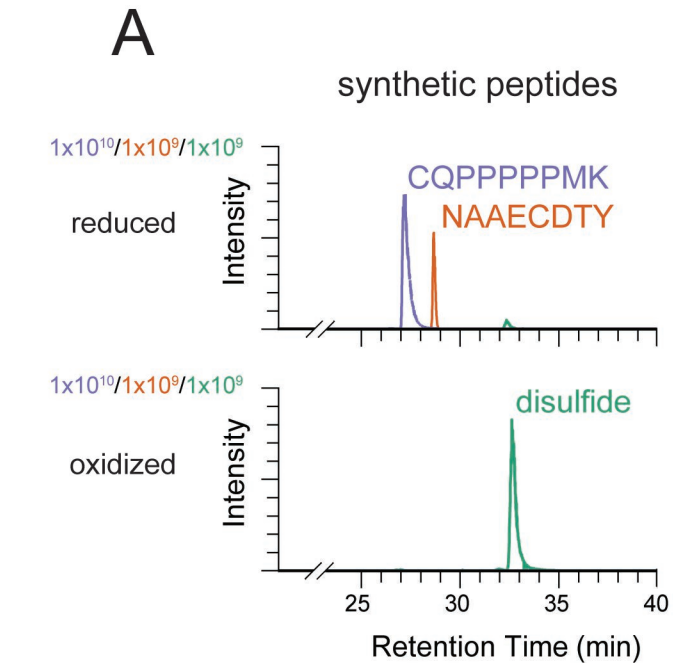 A
synthetic peptides
1x10¹⁰/1x10⁹/1x10⁹
reduced
Intensity
CQPPPPPMK
NAAECDTY
1x10¹⁰/1x10⁹/1x10⁹
oxidized
Intensity
disulfide
25 30 35 40
Retention Time (min)